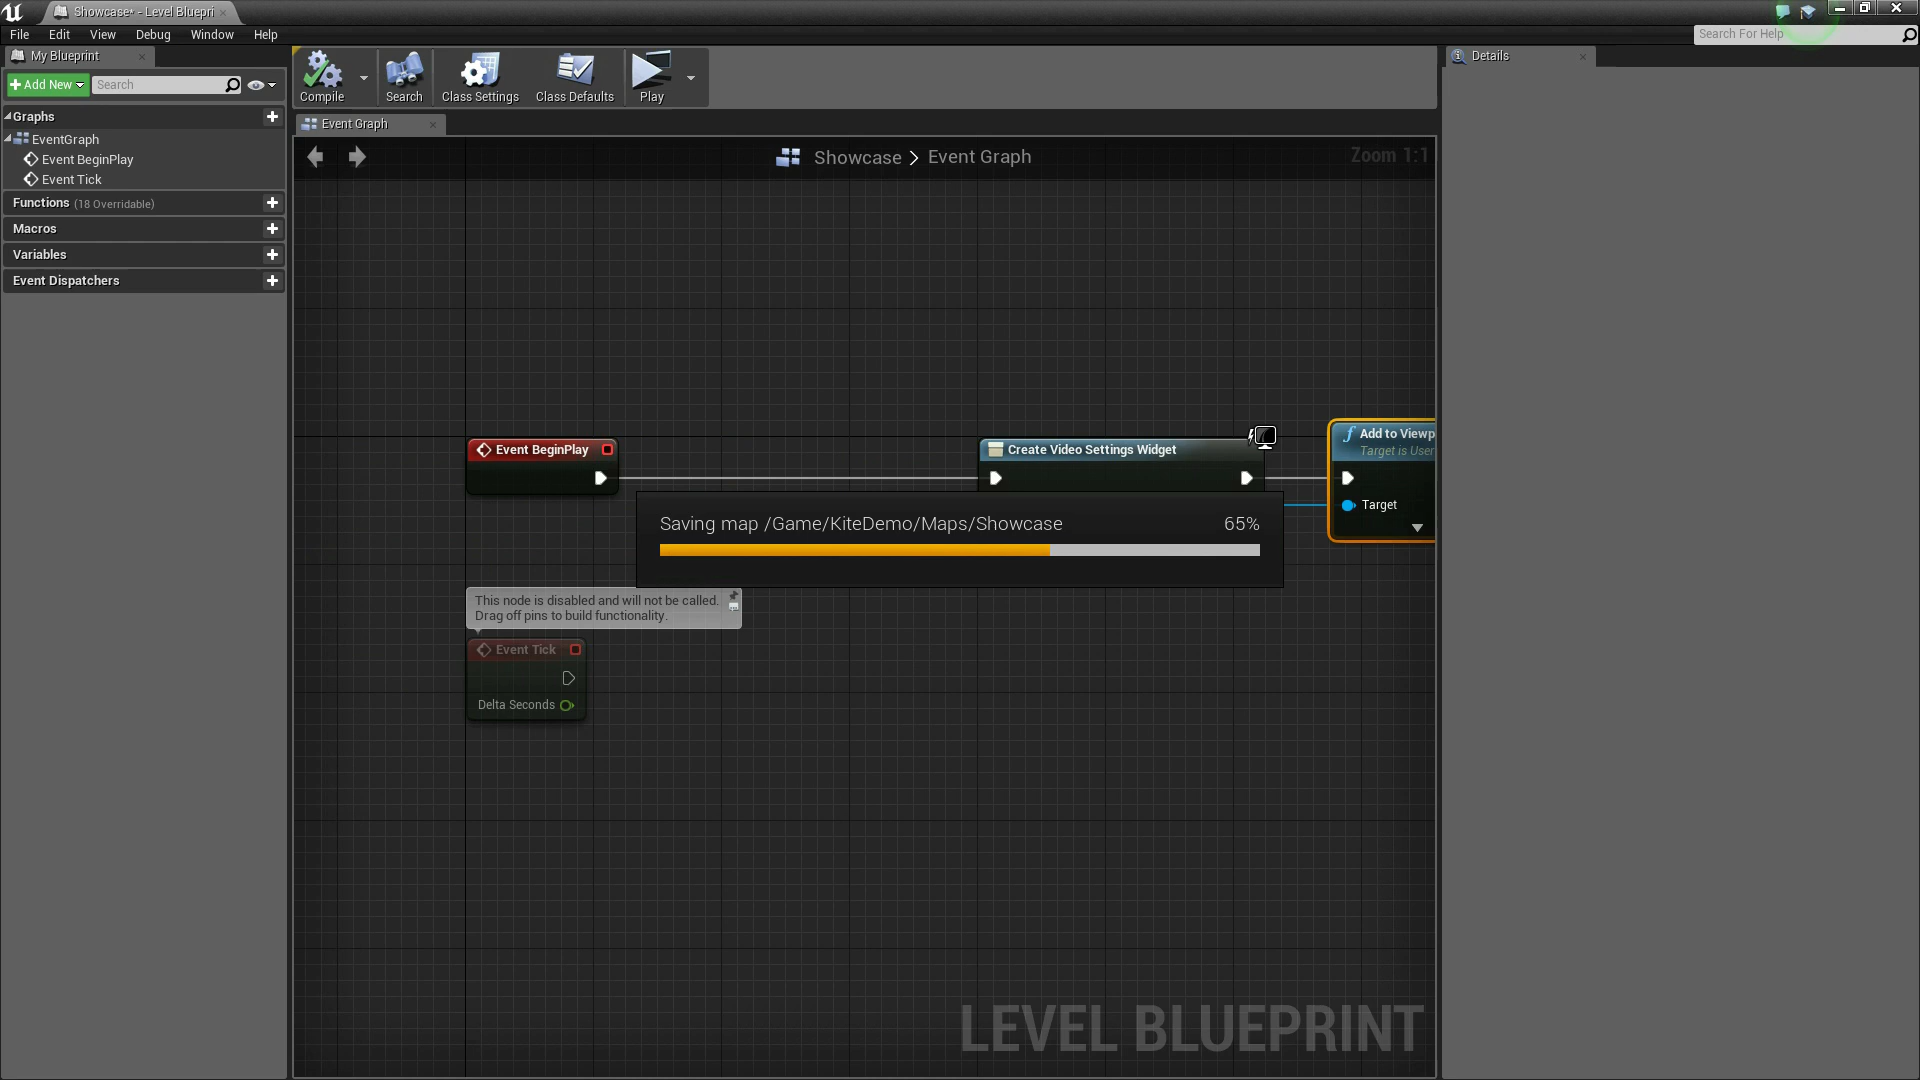 Showcase* - Level Bluepri
File Edit View Debug Window Help
Search For Help
My Blueprint
Add New
Search
Graphs
EventGraph
Event BeginPlay
Event Tick
Functions (18 Overridable)
Macros
Variables
Event Dispatchers
Compile
Search
Class Settings
Class Defaults
Play
Details
Event Graph
Showcase > Event Graph
Zoom 1:1
Event BeginPlay
Create Video Settings Widget
Add to Viewp
Target is User
Target
Saving map /Game/KiteDemo/Maps/Showcase 65%
This node is disabled and will not be called.
Drag off pins to build functionality.
Event Tick
Delta Seconds
LEVEL BLUEPRINT